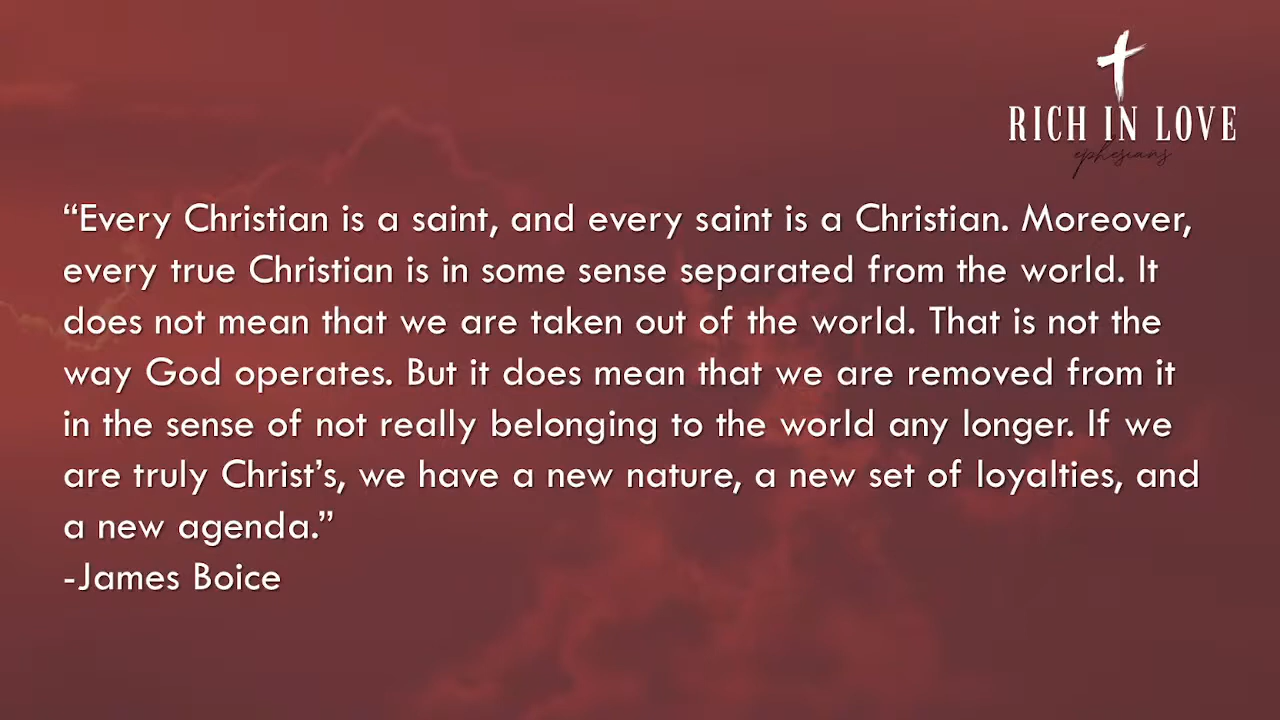 RICH IN LOVE
ephesians
“Every Christian is a saint, and every saint is a Christian. Moreover,
every true Christian is in some sense separated from the world. It
does not mean that we are taken out of the world. That is not the
way God operates. But it does mean that we are removed from it
in the sense of not really belonging to the world any longer. If we
are truly Christ’s, we have a new nature, a new set of loyalties, and
a new agenda.”
-James Boice